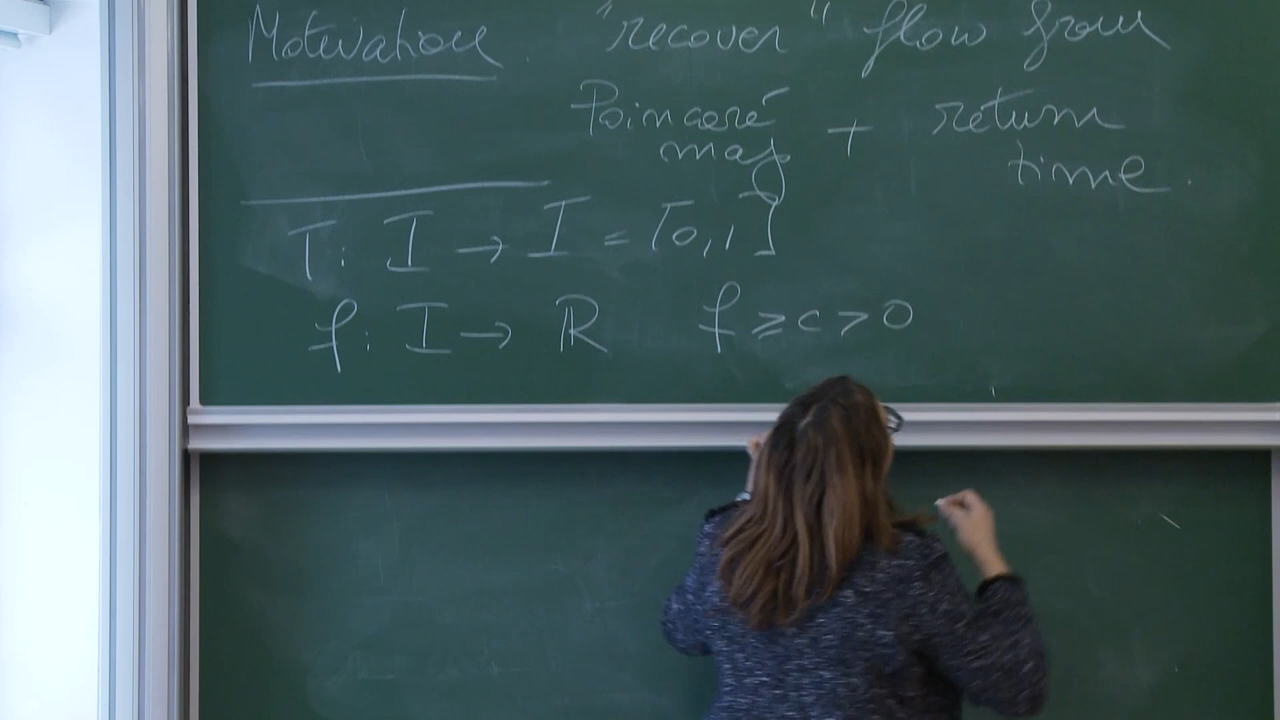 Motivation. "recover" flow from
Poincaré map + return time.
T: I → I = [0,1]
f: I → ℝ f ⩾ c > 0